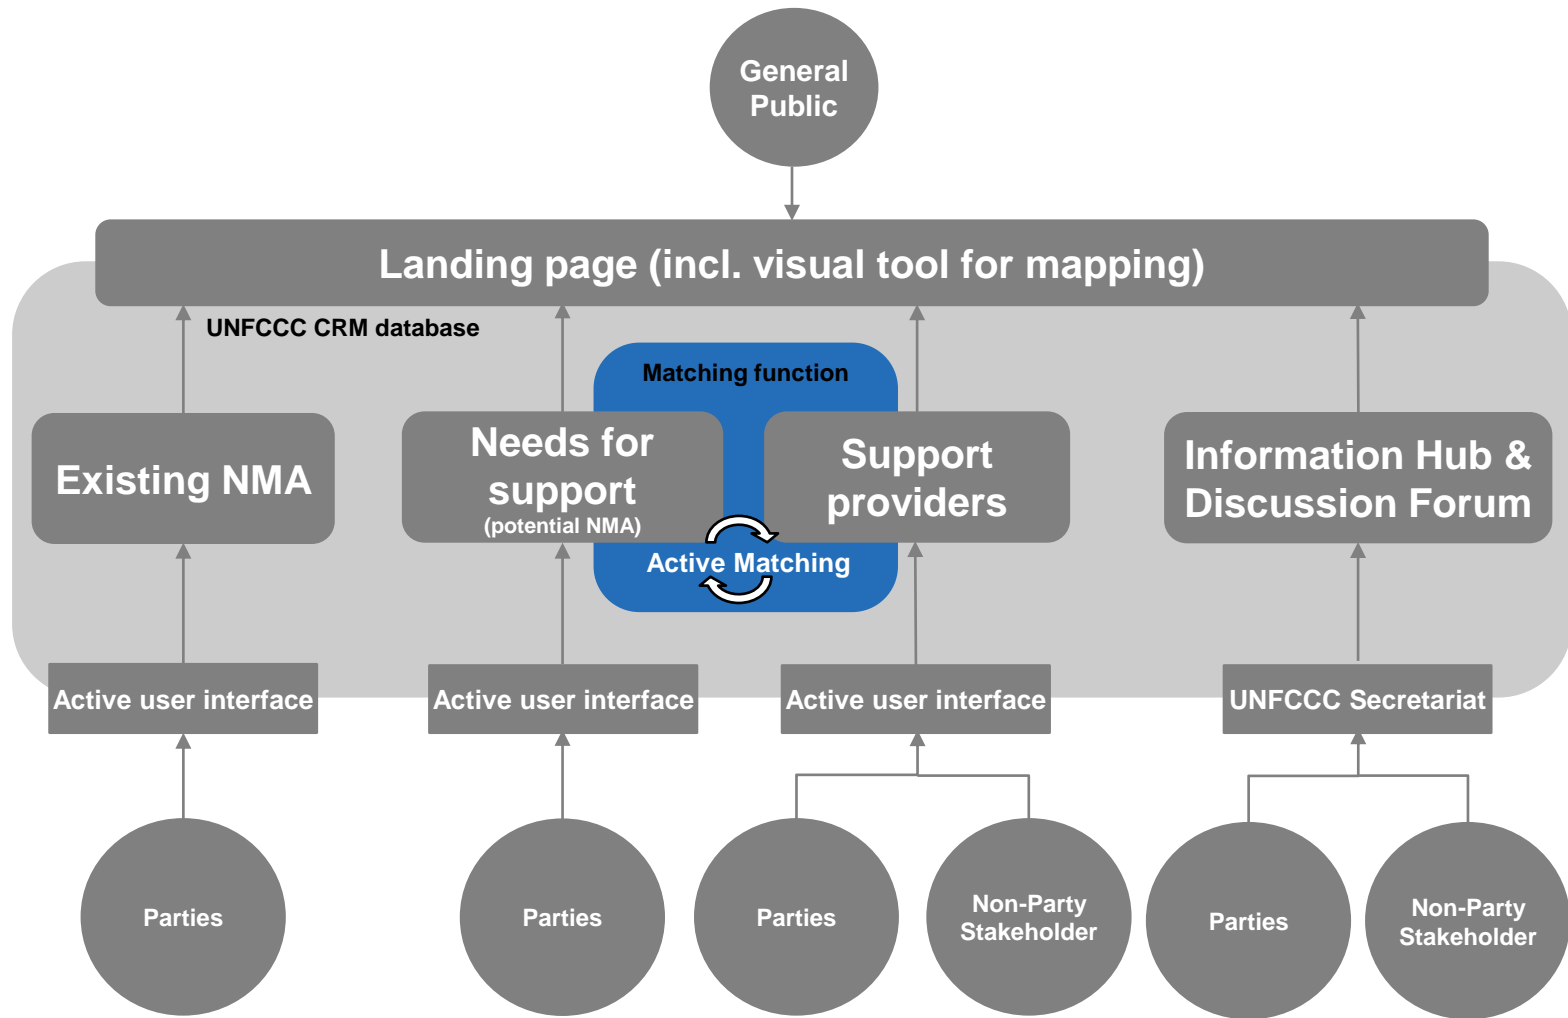 General
Public
Landing page (incl. visual tool for mapping)
UNFCCC CRM database
Matching function
Existing NMA
Needs for
support
(potential NMA)
Support
providers
Information Hub &
Discussion Forum
Active Matching
Active user interface
Active user interface
Active user interface
UNFCCC Secretariat
Parties
Parties
Parties
Non-Party
Stakeholder
Parties
Non-Party
Stakeholder